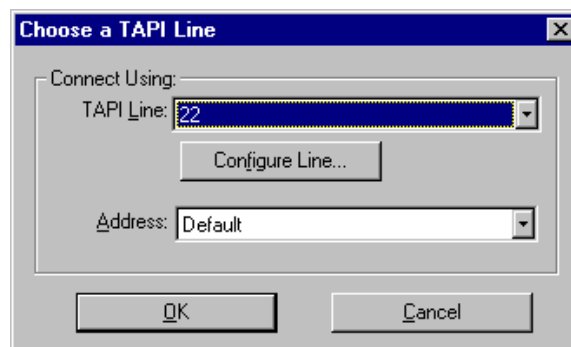 Choose a TAPI Line
Connect Using:
TAPI Line: 22
Configure Line...
Address: Default
OK
Cancel